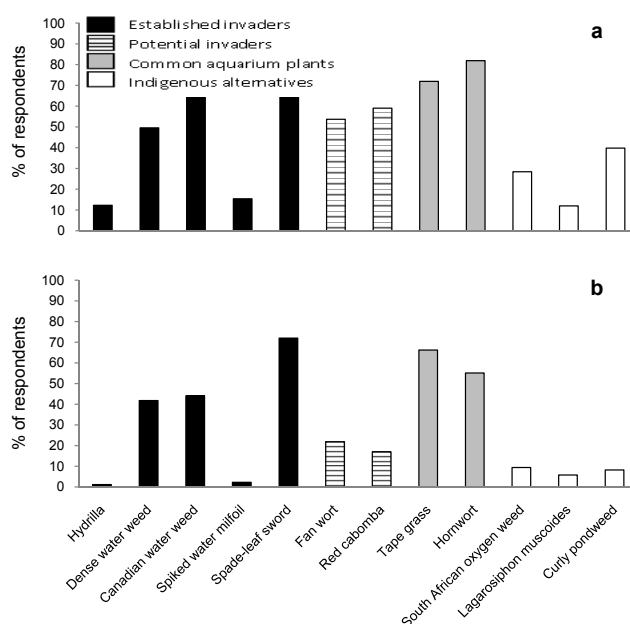 100
90
80
70
60
50
40
30
20
10
0
% of respondents
Established invaders
Potential invaders
Common aquarium plants
Indigenous alternatives
a
100
90
80
70
60
50
40
30
20
10
0
% of respondents
b
Hydrilla
Dense water weed
Canadian water weed
Spiked water milfoil
Spade-leaf sword
Fan wort
Red cabomba
Tape grass
Hornwort
South African oxygen weed
Lagarosiphon muscoides
Curly pondweed